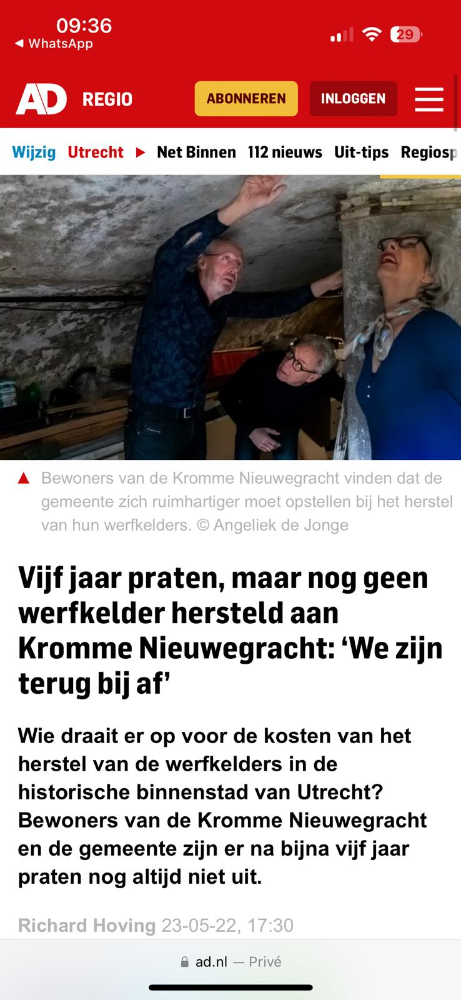 09:36
29
◀ WhatsApp
AD REGIO ABONNEREN INLOGGEN
Wijzig Utrecht ▶ Net Binnen 112 nieuws Uit-tips Regiosp
▲ Bewoners van de Kromme Nieuwegracht vinden dat de
gemeente zich ruimhartiger moet opstellen bij het herstel
van hun werfkelders. © Angeliek de Jonge
Vijf jaar praten, maar nog geen
werfkelder hersteld aan
Kromme Nieuwegracht: ‘We zijn
terug bij af’
Wie draait er op voor de kosten van het
herstel van de werfkelders in de
historische binnenstad van Utrecht?
Bewoners van de Kromme Nieuwegracht
en de gemeente zijn er na bijna vijf jaar
praten nog altijd niet uit.
Richard Hoving 23-05-22, 17:30
ad.nl — Privé